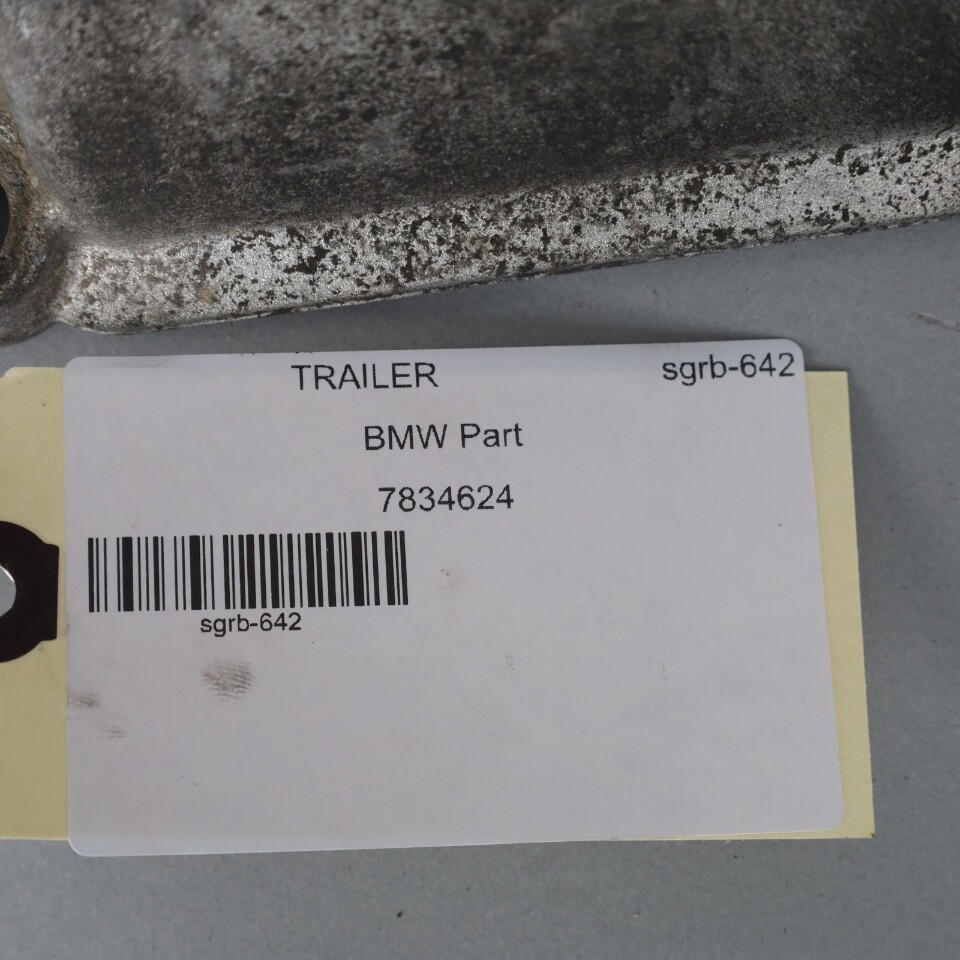 TRAILER sgrb-642
BMW Part
7834624
sgrb-642